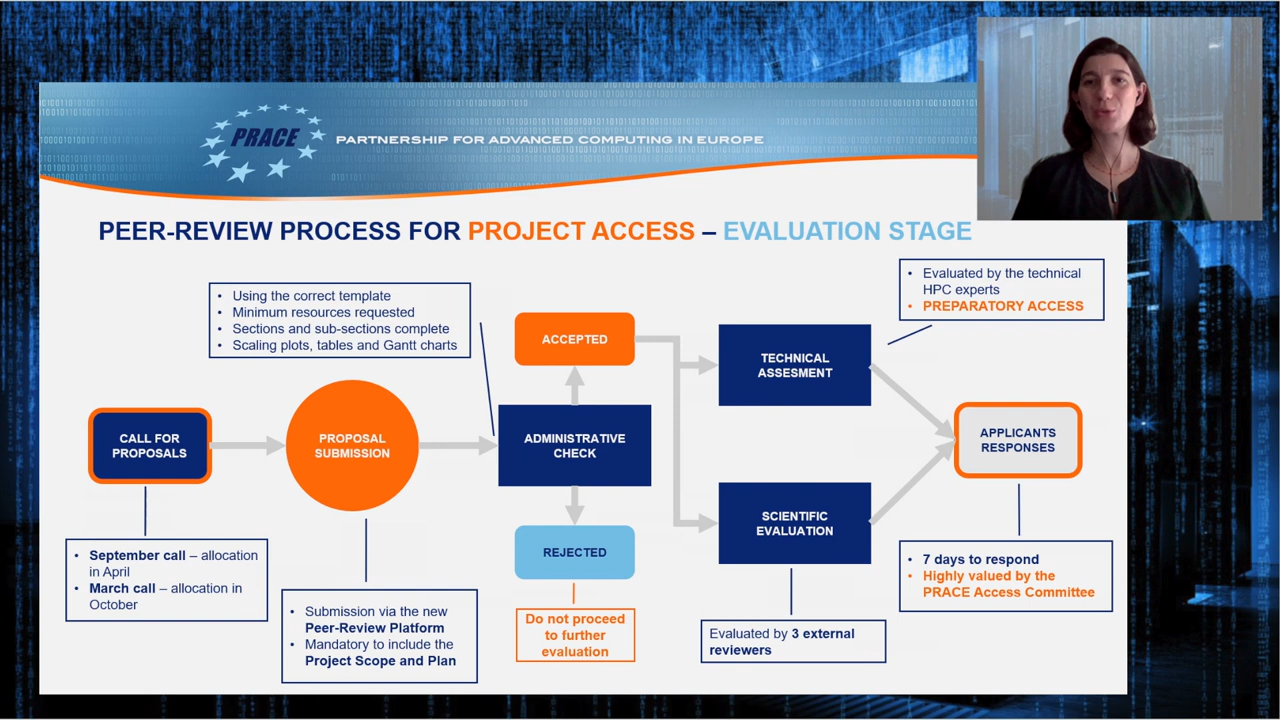 PRACE
PARTNERSHIP FOR ADVANCED COMPUTING IN EUROPE
PEER-REVIEW PROCESS FOR PROJECT ACCESS – EVALUATION STAGE
• Using the correct template
• Minimum resources requested
• Sections and sub-sections complete
• Scaling plots, tables and Gantt charts
• Evaluated by the technical
HPC experts
• PREPARATORY ACCESS
ACCEPTED
TECHNICAL
ASSESMENT
CALL FOR
PROPOSALS
PROPOSAL
SUBMISSION
ADMINISTRATIVE
CHECK
APPLICANTS
RESPONSES
REJECTED
SCIENTIFIC
EVALUATION
• September call – allocation
in April
• March call – allocation in
October
• Submission via the new
Peer-Review Platform
• Mandatory to include the
Project Scope and Plan
Do not proceed
to further
evaluation
Evaluated by 3 external
reviewers
• 7 days to respond
• Highly valued by the
PRACE Access Committee